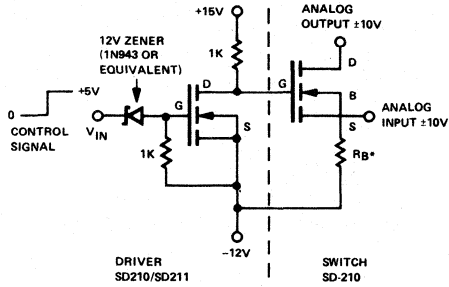 +15V
ANALOG
OUTPUT ±10V
12V ZENER
(1N943 OR
EQUIVALENT)
1K
+5V
0
CONTROL
SIGNAL
VIN
G
D
S
1K
G
D
B
S
ANALOG
INPUT ±10V
RB*
−12V
DRIVER
SD210/SD211
SWITCH
SD-210